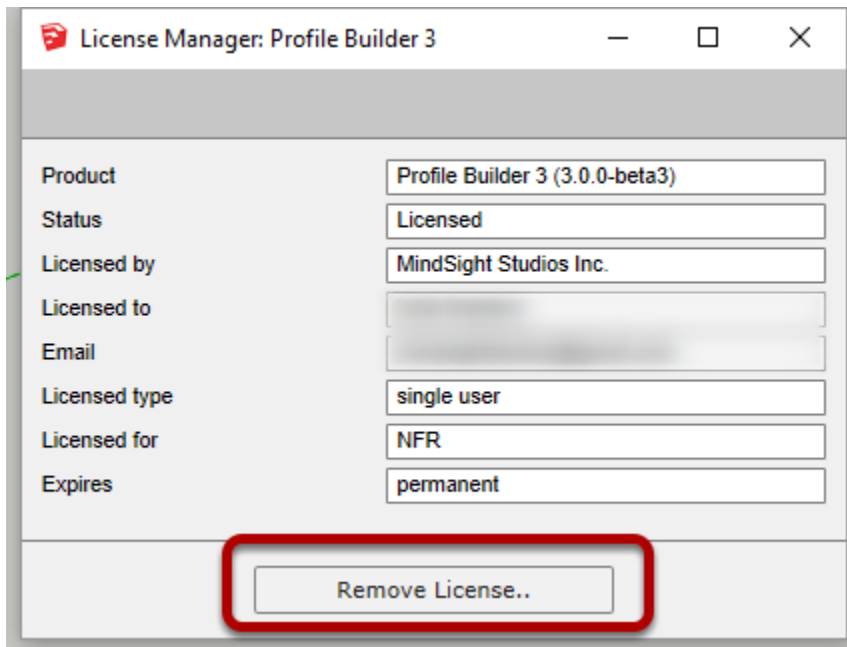 License Manager: Profile Builder 3
Product Profile Builder 3 (3.0.0-beta3)
Status Licensed
Licensed by MindSight Studios Inc.
Licensed to
Email
Licensed type single user
Licensed for NFR
Expires permanent
Remove License..